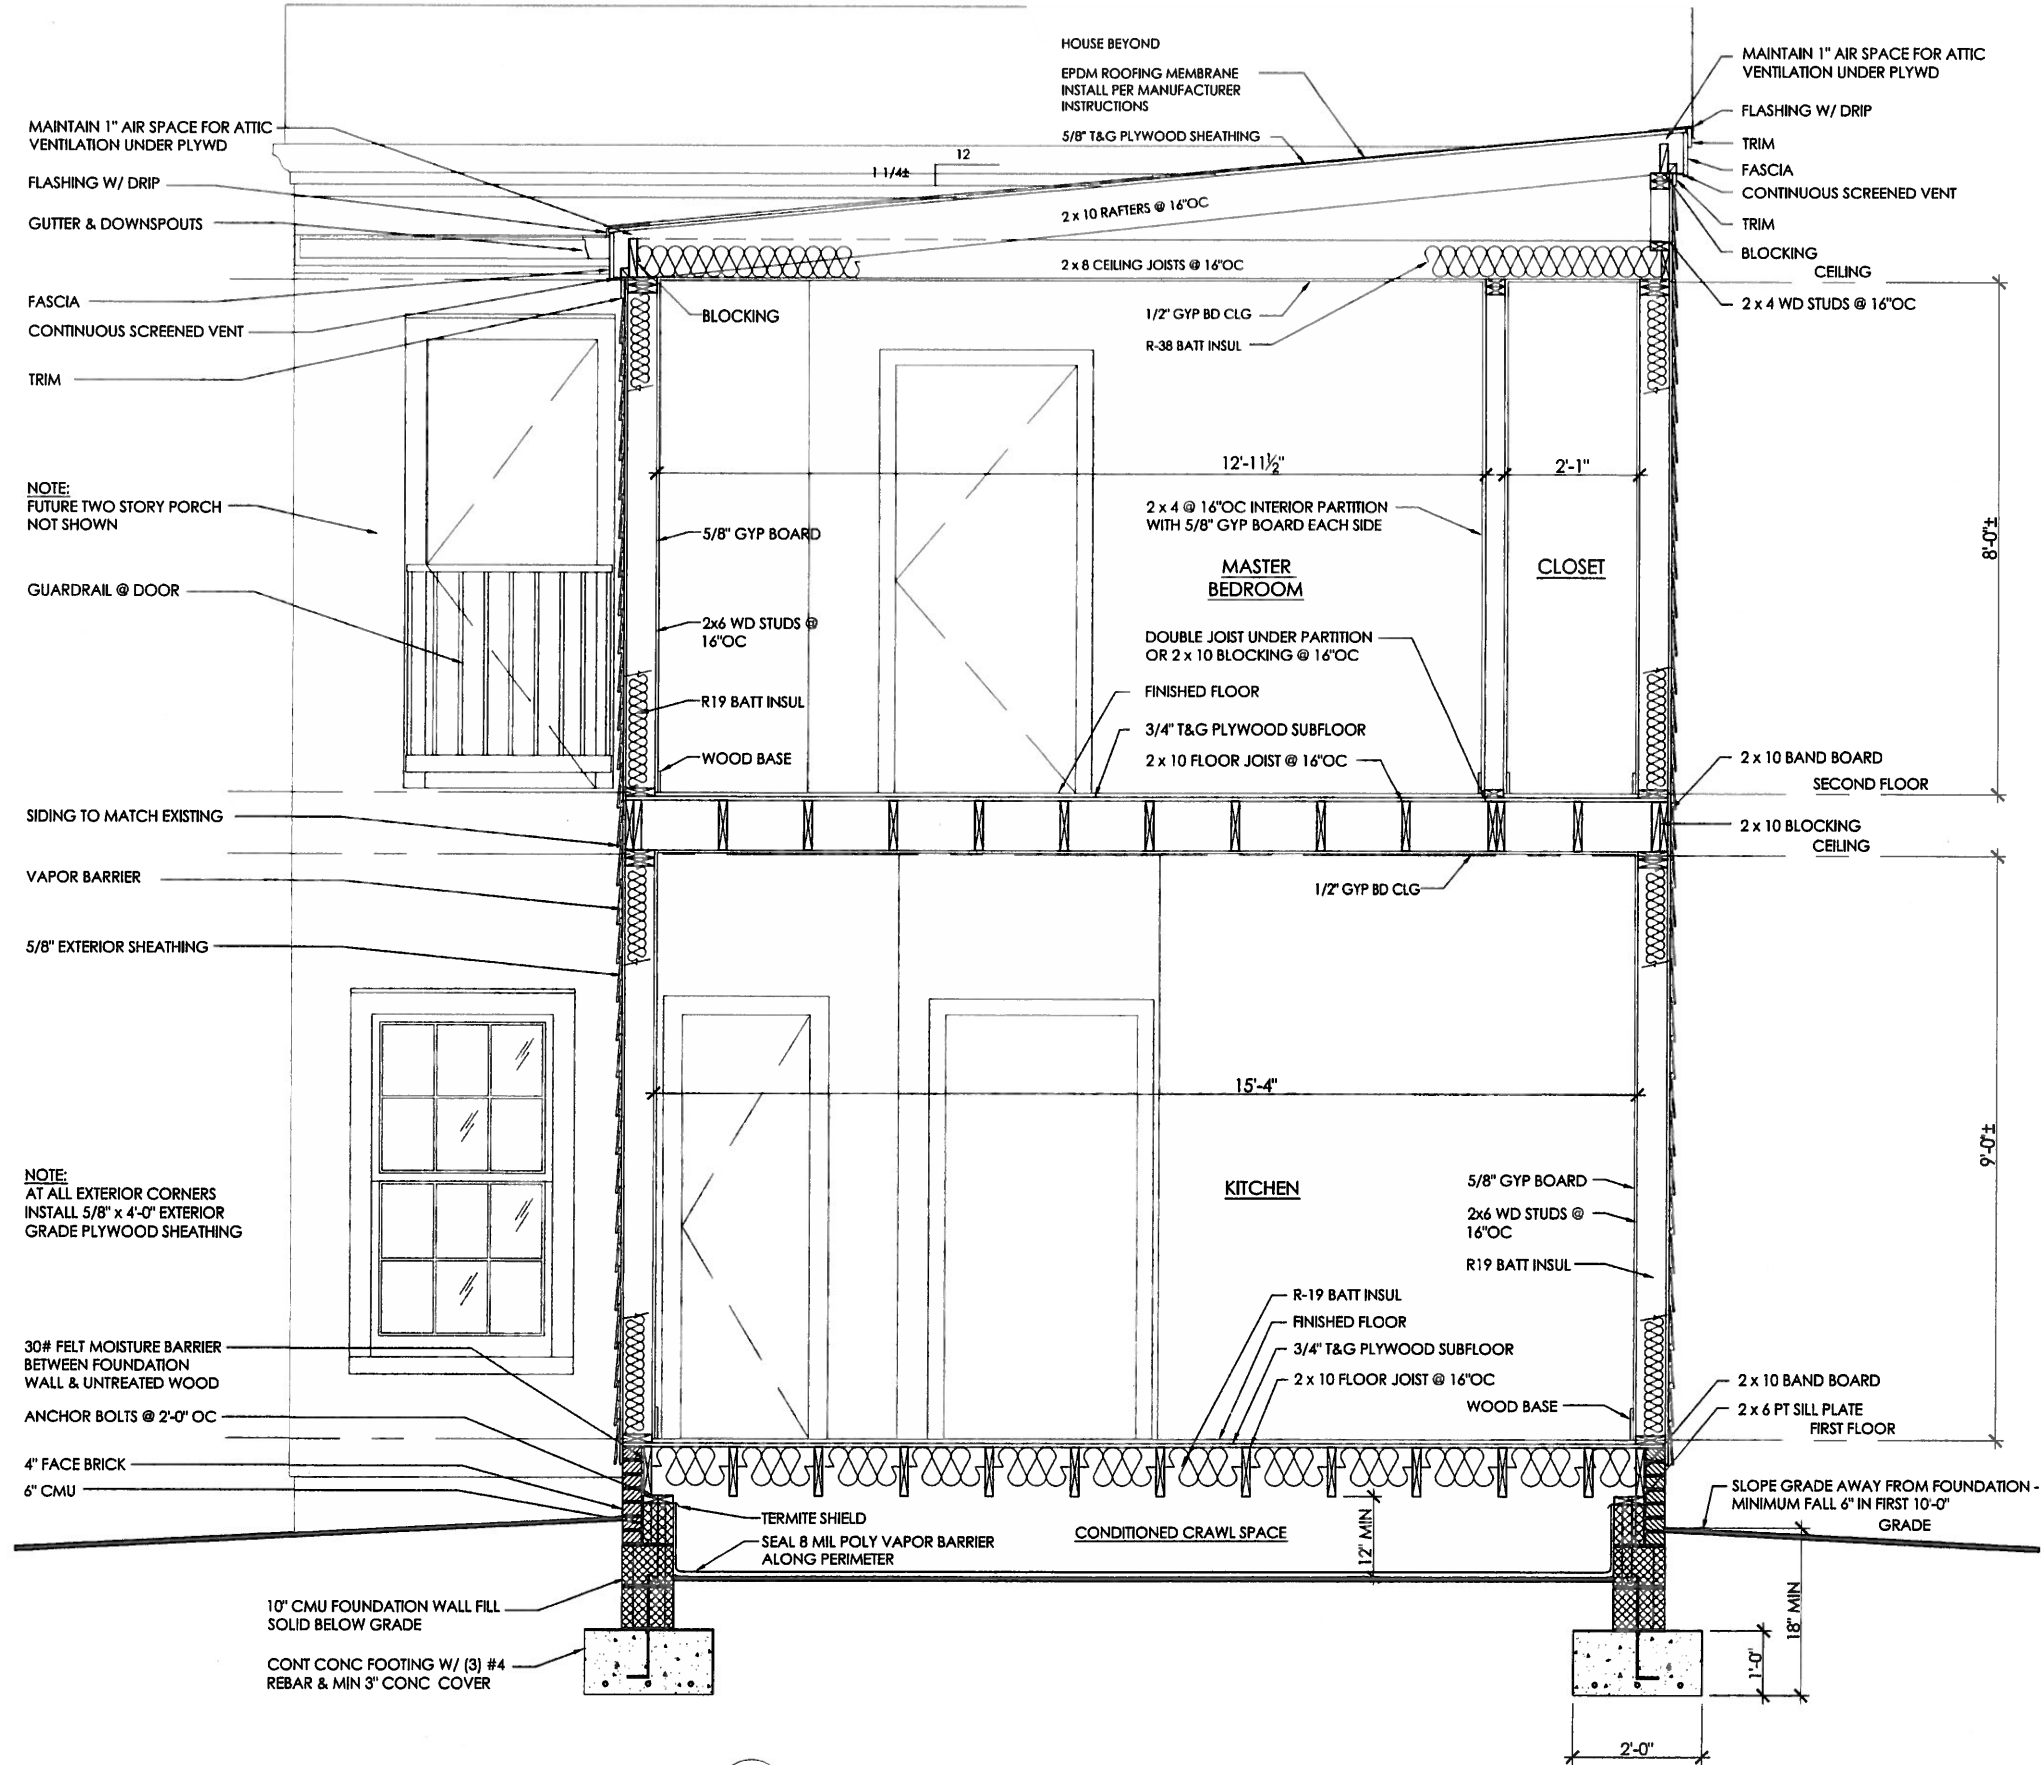 HOUSE BEYOND
EPDM ROOFING MEMBRANE
INSTALL PER MANUFACTURER
INSTRUCTIONS
5/8" T&G PLYWOOD SHEATHING
12
1 1/4±
2 x 10 RAFTERS @ 16"OC
2 x 8 CEILING JOISTS @ 16"OC
MAINTAIN 1" AIR SPACE FOR ATTIC
VENTILATION UNDER PLYWD
FLASHING W/ DRIP
GUTTER & DOWNSPOUTS
FASCIA
CONTINUOUS SCREENED VENT
TRIM
NOTE:
FUTURE TWO STORY PORCH
NOT SHOWN
GUARDRAIL @ DOOR
SIDING TO MATCH EXISTING
VAPOR BARRIER
5/8" EXTERIOR SHEATHING
NOTE:
AT ALL EXTERIOR CORNERS
INSTALL 5/8" x 4'-0" EXTERIOR
GRADE PLYWOOD SHEATHING
30# FELT MOISTURE BARRIER
BETWEEN FOUNDATION
WALL & UNTREATED WOOD
ANCHOR BOLTS @ 2'-0" OC
4" FACE BRICK
6" CMU
10" CMU FOUNDATION WALL FILL
SOLID BELOW GRADE
CONT CONC FOOTING W/ (3) #4
REBAR & MIN 3" CONC COVER
BLOCKING
1/2" GYP BD CLG
R-38 BATT INSUL
12'-11½"
2'-1"
5/8" GYP BOARD
2 x 4 @ 16"OC INTERIOR PARTITION
WITH 5/8" GYP BOARD EACH SIDE
MASTER
BEDROOM
CLOSET
2x6 WD STUDS @
16"OC
DOUBLE JOIST UNDER PARTITION
OR 2 x 10 BLOCKING @ 16"OC
R19 BATT INSUL
FINISHED FLOOR
3/4" T&G PLYWOOD SUBFLOOR
WOOD BASE
2 x 10 FLOOR JOIST @ 16"OC
1/2" GYP BD CLG
15'-4"
KITCHEN
5/8" GYP BOARD
2x6 WD STUDS @
16"OC
R19 BATT INSUL
R-19 BATT INSUL
FINISHED FLOOR
3/4" T&G PLYWOOD SUBFLOOR
2 x 10 FLOOR JOIST @ 16"OC
WOOD BASE
TERMITE SHIELD
SEAL 8 MIL POLY VAPOR BARRIER
ALONG PERIMETER
CONDITIONED CRAWL SPACE
12" MIN
MAINTAIN 1" AIR SPACE FOR ATTIC
VENTILATION UNDER PLYWD
FLASHING W/ DRIP
TRIM
FASCIA
CONTINUOUS SCREENED VENT
TRIM
BLOCKING
CEILING
2 x 4 WD STUDS @ 16"OC
8'-0"±
2 x 10 BAND BOARD
SECOND FLOOR
2 x 10 BLOCKING
CEILING
9'-0"±
2 x 10 BAND BOARD
2 x 6 PT SILL PLATE
FIRST FLOOR
SLOPE GRADE AWAY FROM FOUNDATION -
MINIMUM FALL 6" IN FIRST 10'-0"
GRADE
18" MIN
1'-0"
2'-0"